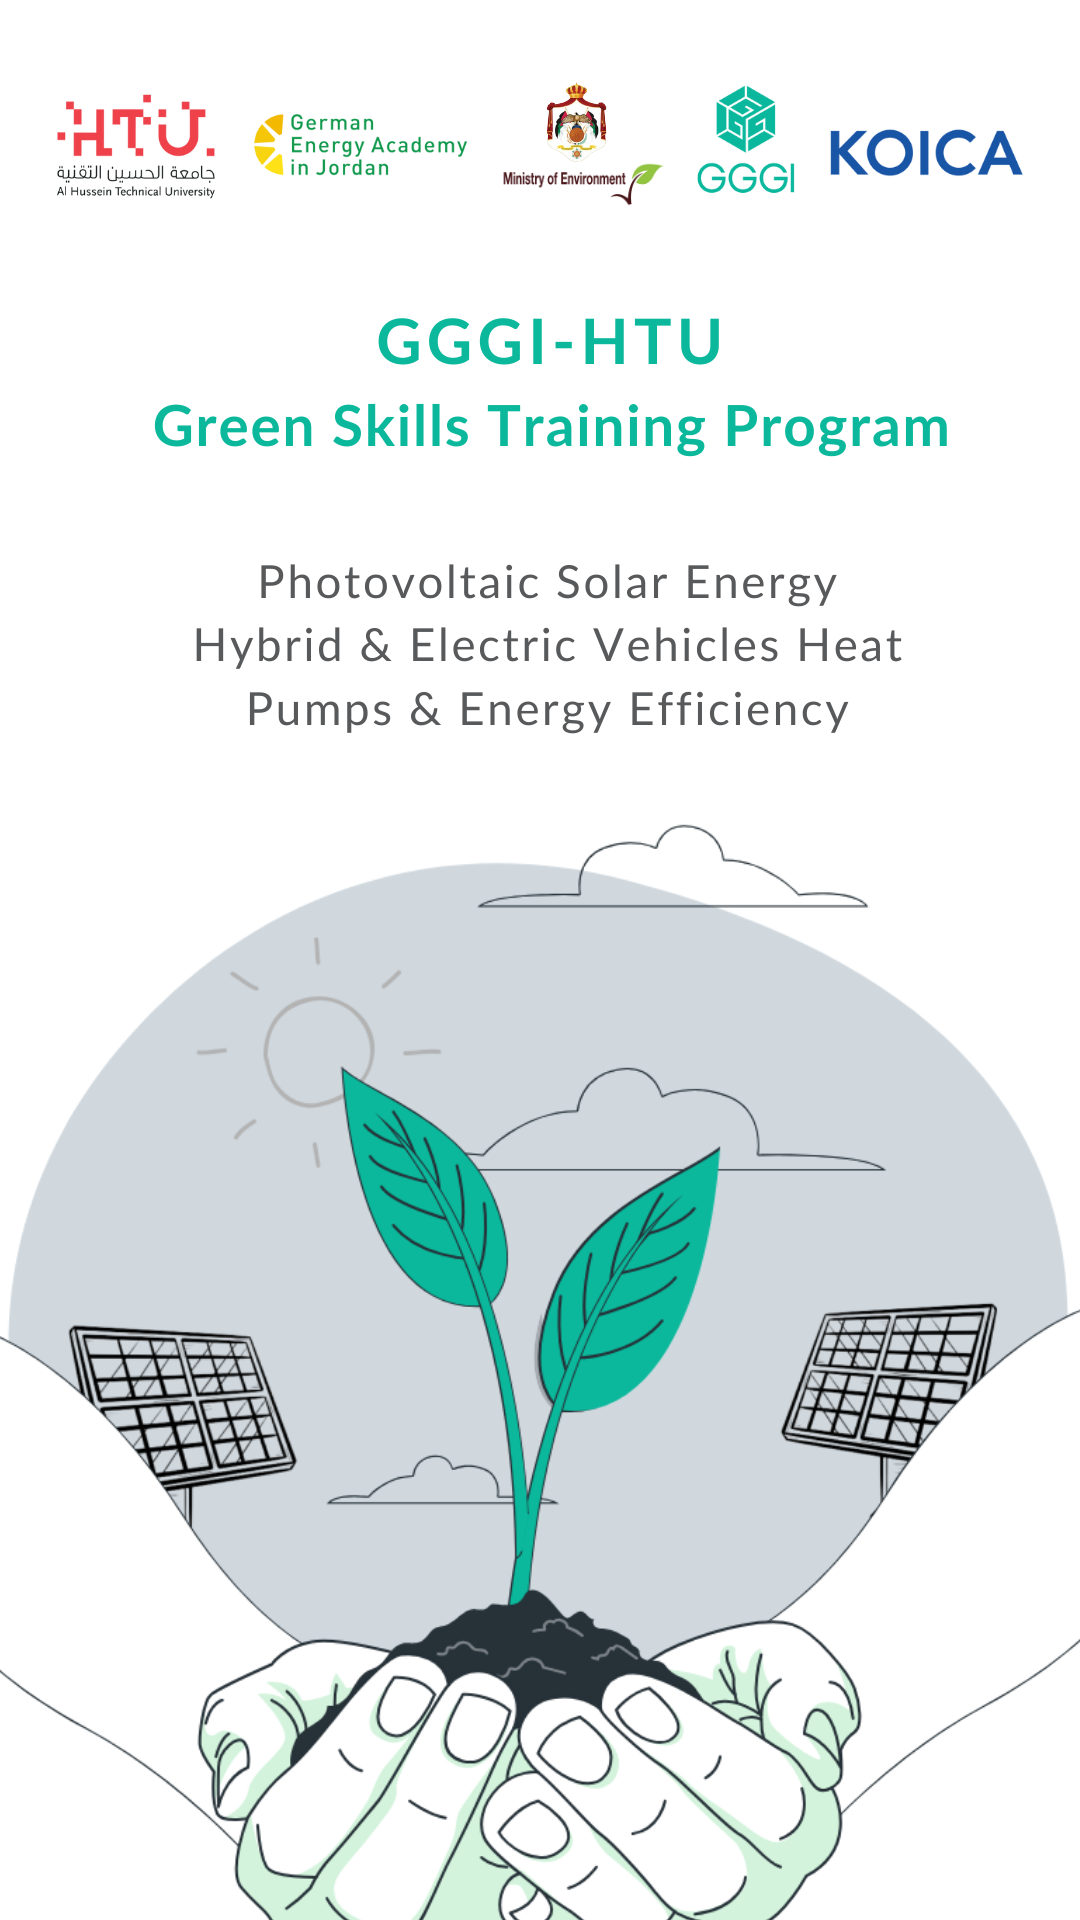 HTU
جامعة الحسين التقنية
Al Hussein Technical University
German
Energy Academy
in Jordan
Ministry of Environment
GGGI
KOICA
GGGI-HTU
Green Skills Training Program
Photovoltaic Solar Energy
Hybrid & Electric Vehicles Heat
Pumps & Energy Efficiency